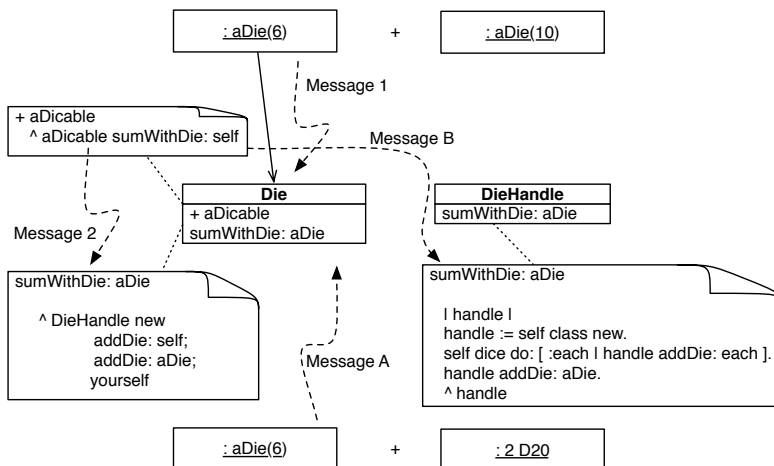 : aDie(6)
+
: aDie(10)
Message 1
+ aDicable
^ aDicable sumWithDie: self
Message B
Die
+ aDicable
sumWithDie: aDie
DieHandle
sumWithDie: aDie
Message 2
sumWithDie: aDie
^ DieHandle new
addDie: self;
addDie: aDie;
yourself
sumWithDie: aDie
| handle |
handle := self class new.
self dice do: [ :each | handle addDie: each ].
handle addDie: aDie.
^ handle
Message A
: aDie(6)
+
: 2 D20